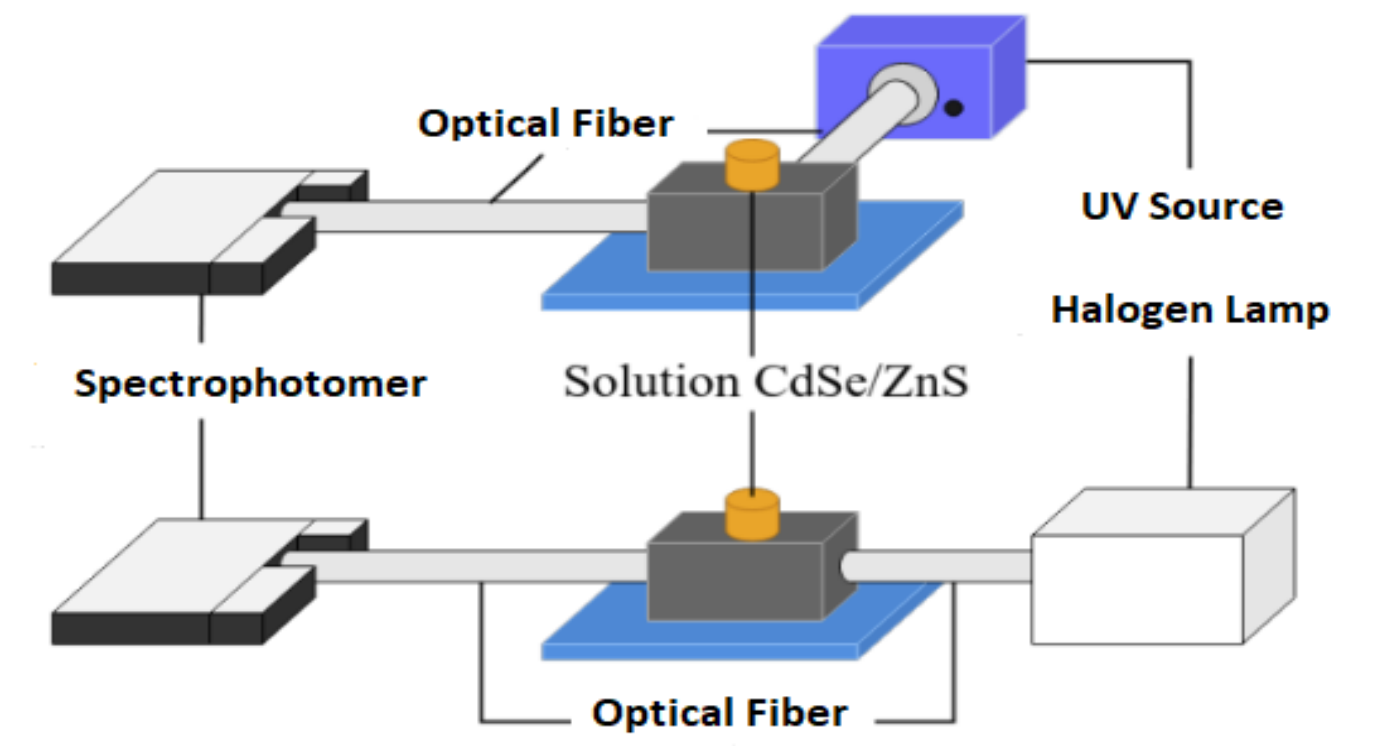 Optical Fiber
UV Source
Halogen Lamp
Spectrophotomer
Solution CdSe/ZnS
Optical Fiber